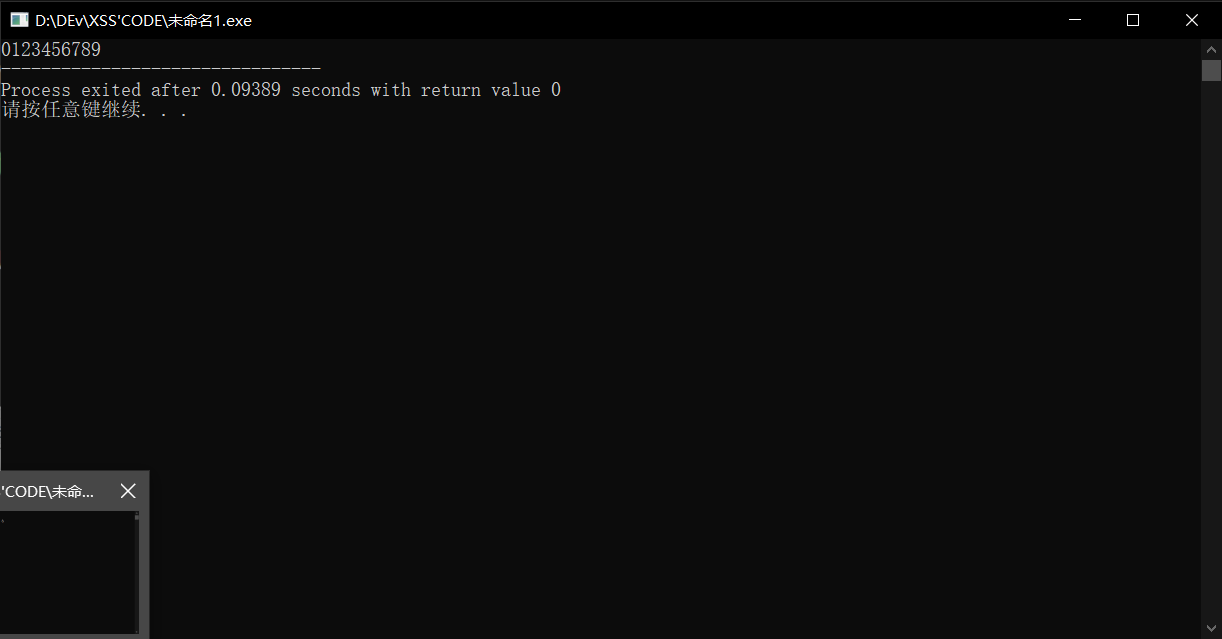 D:\DEv\XSS'CODE\未命名1.exe
0123456789
--------------------------------
Process exited after 0.09389 seconds with return value 0
请按任意键继续. . .
'CODE\未命...